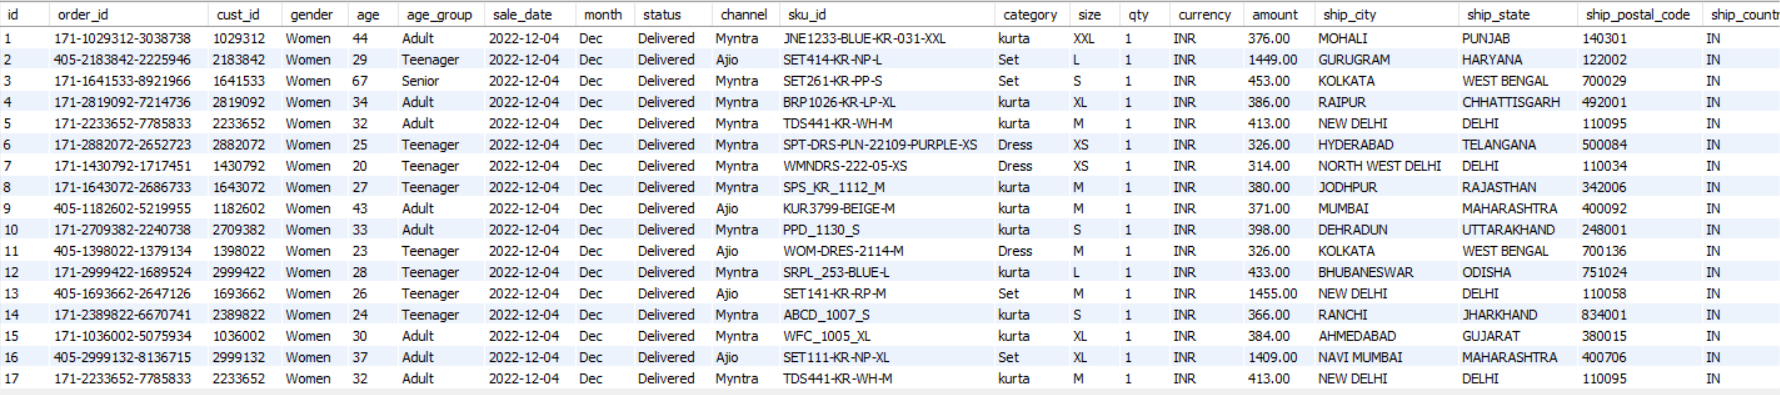 id order_id cust_id gender age age_group sale_date month status channel sku_id category size qty currency amount ship_city ship_state ship_postal_code ship_countr
1 171-1029312-3038738 1029312 Women 44 Adult 2022-12-04 Dec Delivered Myntra JNE1233-BLUE-KR-031-XXL kurta XXL 1 INR 376.00 MOHALI PUNJAB 140301 IN
2 405-2183842-2225946 2183842 Women 29 Teenager 2022-12-04 Dec Delivered Ajio SET414-KR-NP-L Set L 1 INR 1449.00 GURUGRAM HARYANA 122002 IN
3 171-1641533-8921966 1641533 Women 67 Senior 2022-12-04 Dec Delivered Myntra SET261-KR-PP-S Set S 1 INR 453.00 KOLKATA WEST BENGAL 700029 IN
4 171-2819092-7214736 2819092 Women 34 Adult 2022-12-04 Dec Delivered Myntra BRP1026-KR-LP-XL kurta XL 1 INR 386.00 RAIPUR CHHATTISGARH 492001 IN
5 171-2233652-7785833 2233652 Women 32 Adult 2022-12-04 Dec Delivered Myntra TDS441-KR-WH-M kurta M 1 INR 413.00 NEW DELHI DELHI 110095 IN
6 171-2882072-2652723 2882072 Women 25 Teenager 2022-12-04 Dec Delivered Myntra SPT-DRS-PLN-22109-PURPLE-XS Dress XS 1 INR 326.00 HYDERABAD TELANGANA 500084 IN
7 171-1430792-1717451 1430792 Women 20 Teenager 2022-12-04 Dec Delivered Myntra WMNDRS-222-05-XS Dress XS 1 INR 314.00 NORTH WEST DELHI DELHI 110034 IN
8 171-1643072-2686733 1643072 Women 27 Teenager 2022-12-04 Dec Delivered Myntra SPS_KR_1112_M kurta M 1 INR 380.00 JODHPUR RAJASTHAN 342006 IN
9 405-1182602-5219955 1182602 Women 43 Adult 2022-12-04 Dec Delivered Ajio KUR3799-BEIGE-M kurta M 1 INR 371.00 MUMBAI MAHARASHTRA 400092 IN
10 171-2709382-2240738 2709382 Women 33 Adult 2022-12-04 Dec Delivered Myntra PPD_1130_S kurta S 1 INR 398.00 DEHRADUN UTTARAKHAND 248001 IN
11 405-1398022-1379134 1398022 Women 23 Teenager 2022-12-04 Dec Delivered Ajio WOM-DRES-2114-M Dress M 1 INR 326.00 KOLKATA WEST BENGAL 700136 IN
12 171-2999422-1689524 2999422 Women 28 Teenager 2022-12-04 Dec Delivered Myntra SRPL_253-BLUE-L kurta L 1 INR 433.00 BHUBANESWAR ODISHA 751024 IN
13 405-1693662-2647126 1693662 Women 26 Teenager 2022-12-04 Dec Delivered Ajio SET141-KR-RP-M Set M 1 INR 1455.00 NEW DELHI DELHI 110058 IN
14 171-2389822-6670741 2389822 Women 24 Teenager 2022-12-04 Dec Delivered Myntra ABCD_1007_S kurta S 1 INR 366.00 RANCHI JHARKHAND 834001 IN
15 171-1036002-5075934 1036002 Women 30 Adult 2022-12-04 Dec Delivered Myntra WFC_1005_XL kurta XL 1 INR 384.00 AHMEDABAD GUJARAT 380015 IN
16 405-2999132-8136715 2999132 Women 37 Adult 2022-12-04 Dec Delivered Ajio SET111-KR-NP-XL Set XL 1 INR 1409.00 NAVI MUMBAI MAHARASHTRA 400706 IN
17 171-2233652-7785833 2233652 Women 32 Adult 2022-12-04 Dec Delivered Myntra TDS441-KR-WH-M kurta M 1 INR 413.00 NEW DELHI DELHI 110095 IN